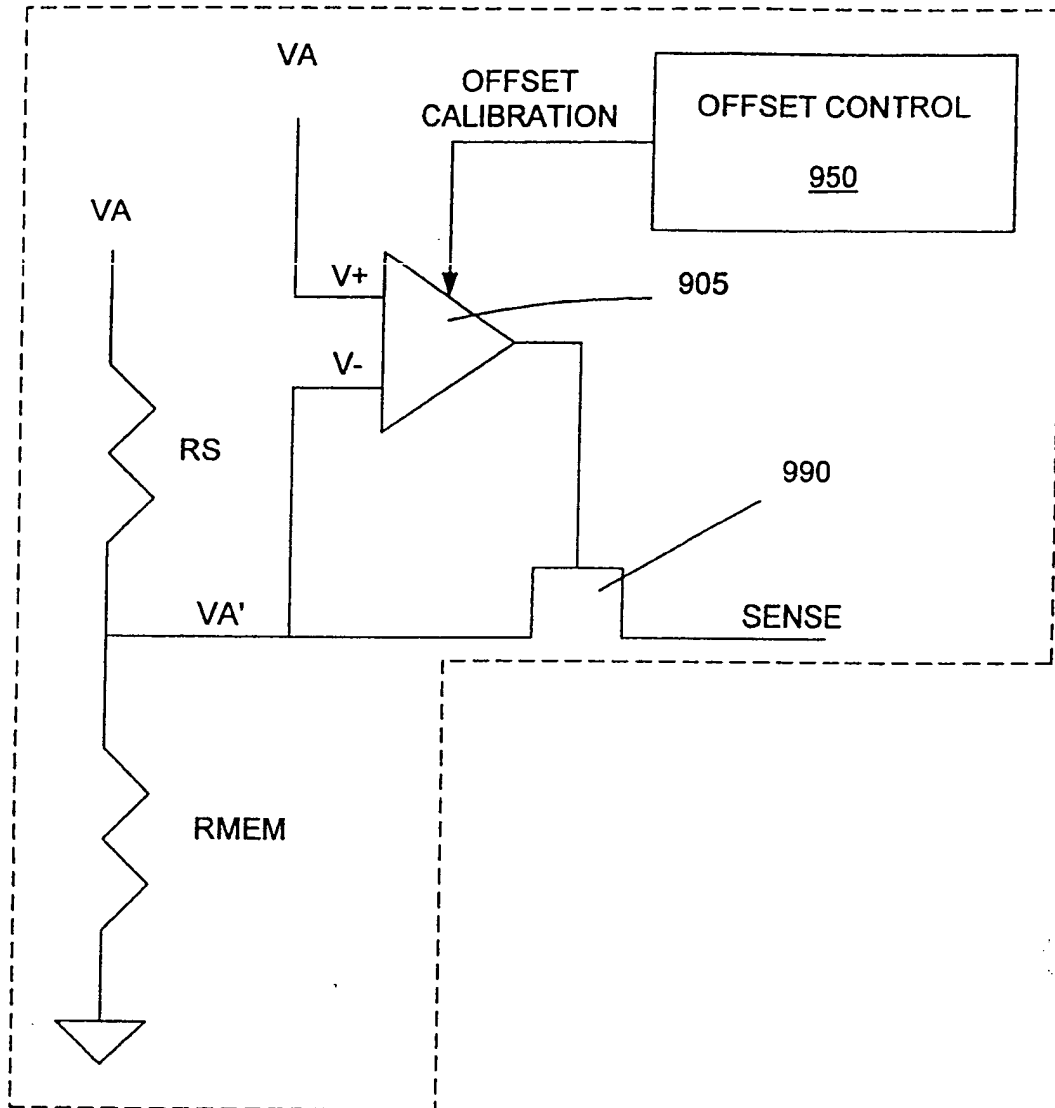 VA
OFFSET
CALIBRATION
OFFSET CONTROL
950
VA
V+
905
V-
RS
990
VA'
SENSE
RMEM